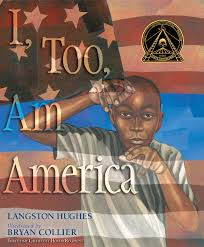 I, Too,
Am
America
LANGSTON HUGHES
Illustrated by
BRYAN COLLIER